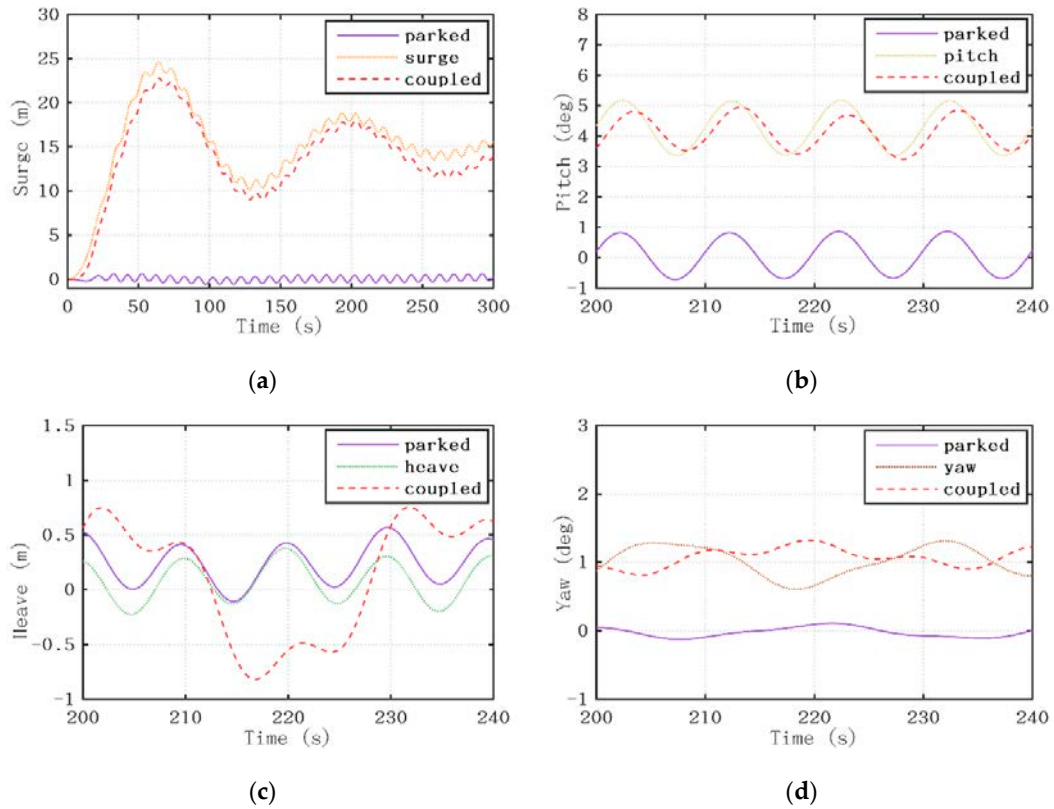 30
25
20
15
10
5
0
Surge (m)
0 50 100 150 200 250 300
Time (s)
parked
surge
coupled
(a)
8
7
6
5
4
3
2
1
0
-1
Pitch (deg)
200 210 220 230 240
Time (s)
parked
pitch
coupled
(b)
1.5
1
0.5
0
-0.5
-1
Heave (m)
200 210 220 230 240
Time (s)
parked
heave
coupled
(c)
3
2
1
0
-1
Yaw (deg)
200 210 220 230 240
Time (s)
parked
yaw
coupled
(d)